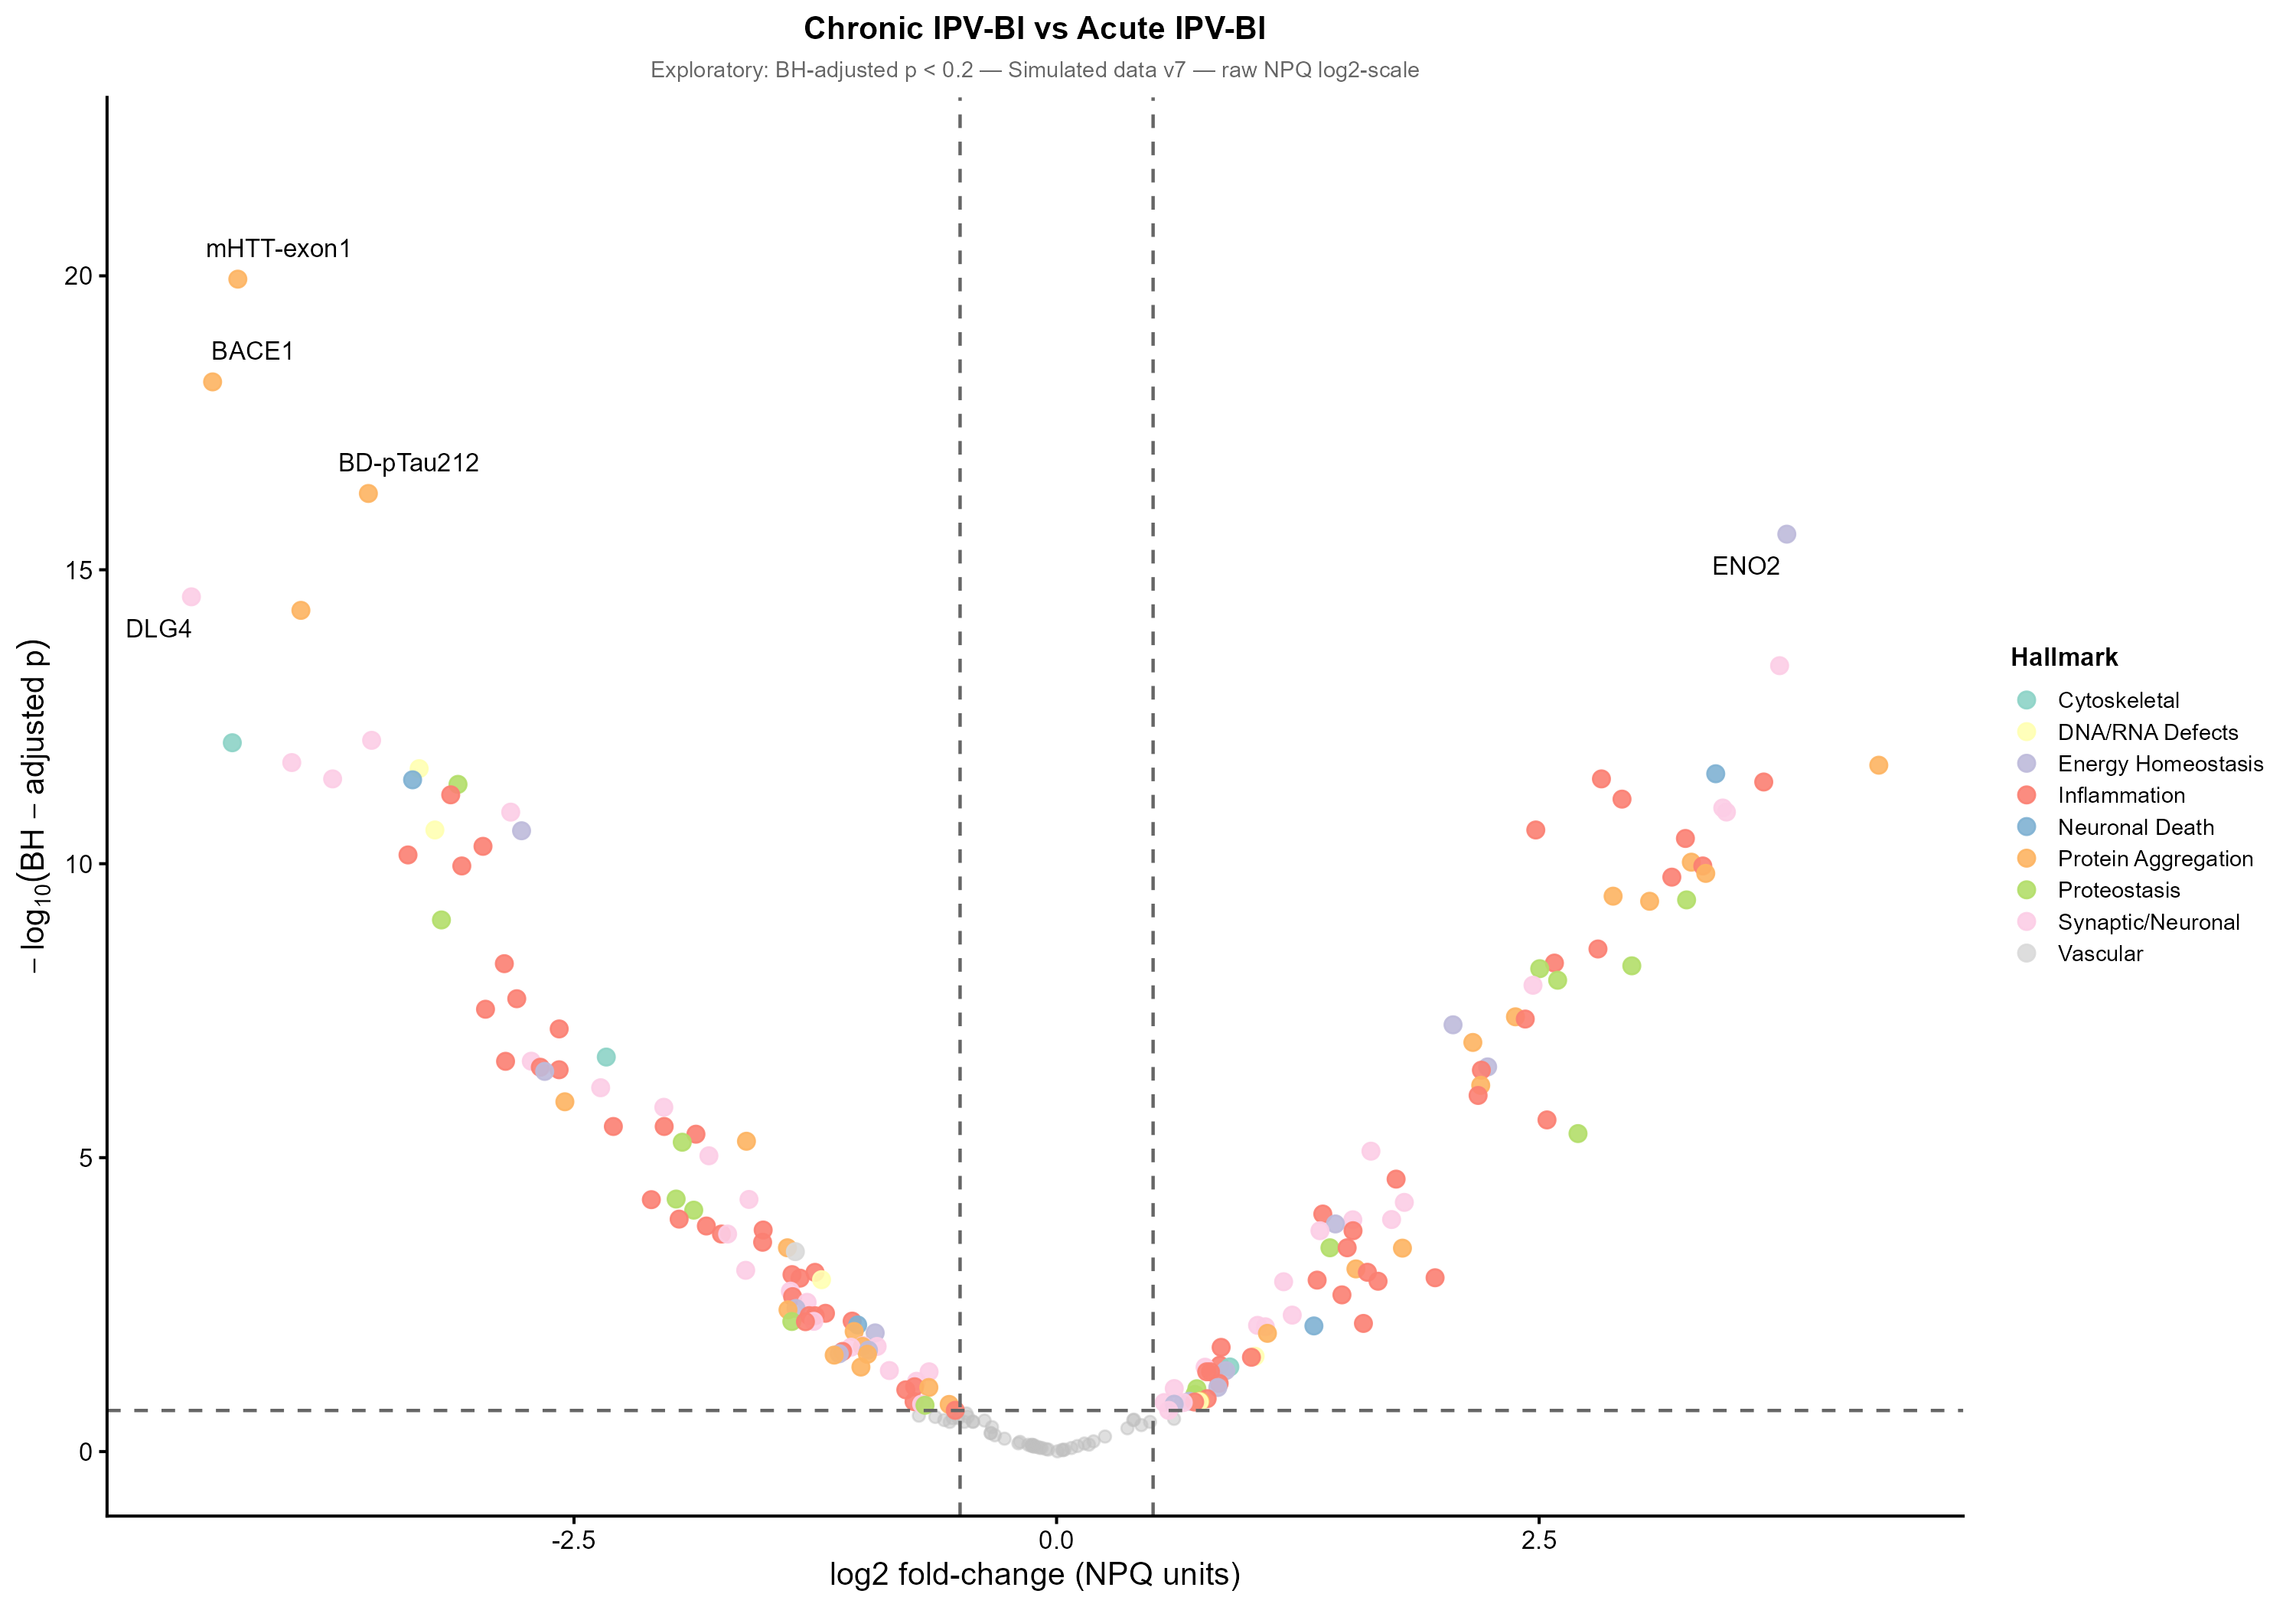 Chronic IPV-BI vs Acute IPV-BI
Exploratory: BH-adjusted p < 0.2 — Simulated data v7 — raw NPQ log2-scale
− log10(BH − adjusted p)
20
15
10
5
0
mHTT-exon1
BACE1
BD-pTau212
DLG4
ENO2
-2.5
0.0
2.5
log2 fold-change (NPQ units)
Hallmark
Cytoskeletal
DNA/RNA Defects
Energy Homeostasis
Inflammation
Neuronal Death
Protein Aggregation
Proteostasis
Synaptic/Neuronal
Vascular